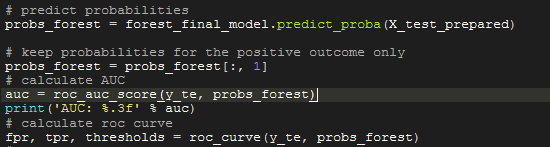 # predict probabilities
probs_forest = forest_final_model.predict_proba(X_test_prepared)
# keep probabilities for the positive outcome only
probs_forest = probs_forest[:, 1]
# calculate AUC
auc = roc_auc_score(y_te, probs_forest)
print('AUC: %.3f' % auc)
# calculate roc curve
fpr, tpr, thresholds = roc_curve(y_te, probs_forest)